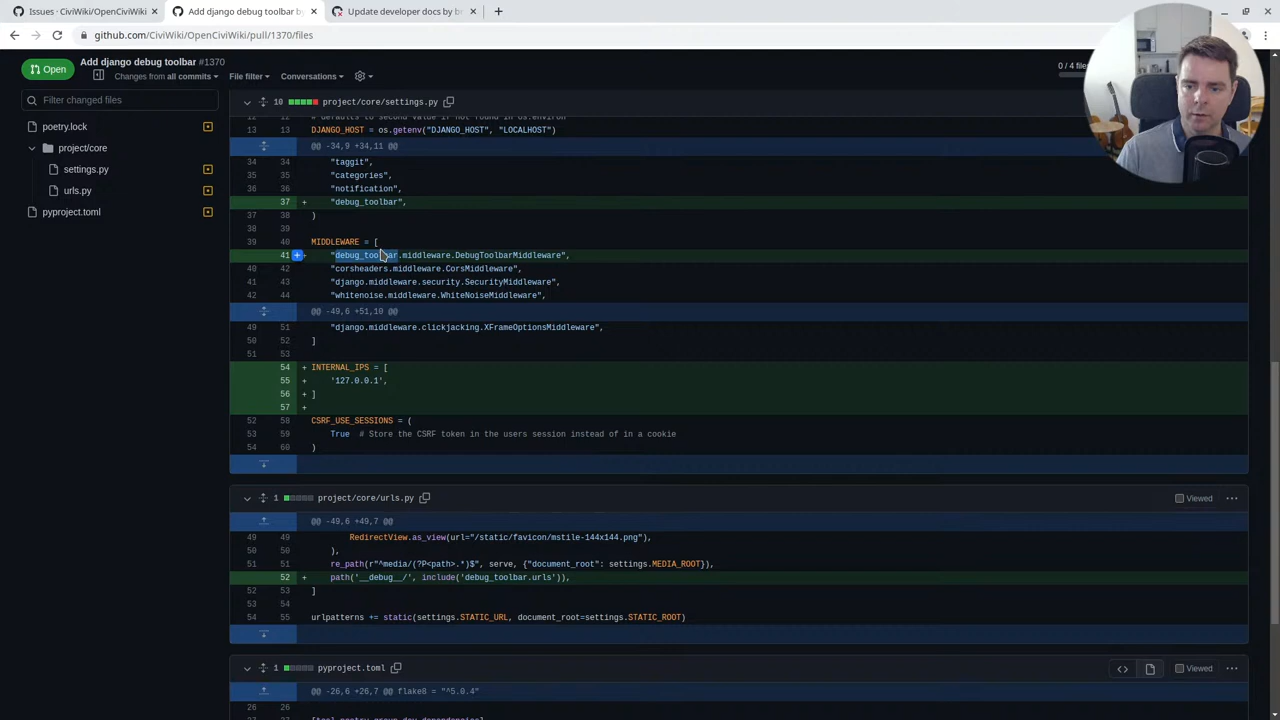 Issues · CiviWiki/OpenCiviWiki
Add django debug toolbar by
Update developer docs by b
github.com/CiviWiki/OpenCiviWiki/pull/1370/files
Open
Add django debug toolbar #1370
Changes from all commits
File filter
Conversations
0 / 4 files
Filter changed files
poetry.lock
project/core
settings.py
urls.py
pyproject.toml
10 project/core/settings.py
13 13 DJANGO_HOST = os.getenv("DJANGO_HOST", "LOCALHOST")
@@ -34,9 +34,11 @@
34 34 "taggit",
35 35 "categories",
36 36 "notification",
37 + "debug_toolbar",
37 38 )
38 39
39 40 MIDDLEWARE = [
41 + "debug_toolbar.middleware.DebugToolbarMiddleware",
40 42 "corsheaders.middleware.CorsMiddleware",
41 43 "django.middleware.security.SecurityMiddleware",
42 44 "whitenoise.middleware.WhiteNoiseMiddleware",
@@ -49,6 +51,10 @@
49 51 "django.middleware.clickjacking.XFrameOptionsMiddleware",
50 52 ]
51 53
54 + INTERNAL_IPS = [
55 + '127.0.0.1',
56 + ]
57 +
52 58 CSRF_USE_SESSIONS = (
53 59 True # Store the CSRF token in the users session instead of in a cookie
54 60 )
1 project/core/urls.py
Viewed
@@ -49,6 +49,7 @@
49 49 RedirectView.as_view(url="/static/favicon/mstile-144x144.png"),
50 50 ),
51 51 re_path(r"^media/(?P<path>.*)$", serve, {"document_root": settings.MEDIA_ROOT}),
52 + path('__debug__/', include('debug_toolbar.urls')),
52 53 ]
53 54
54 55 urlpatterns += static(settings.STATIC_URL, document_root=settings.STATIC_ROOT)
1 pyproject.toml
Viewed
@@ -26,6 +26,7 @@ flake8 = "^5.0.4"
26 26